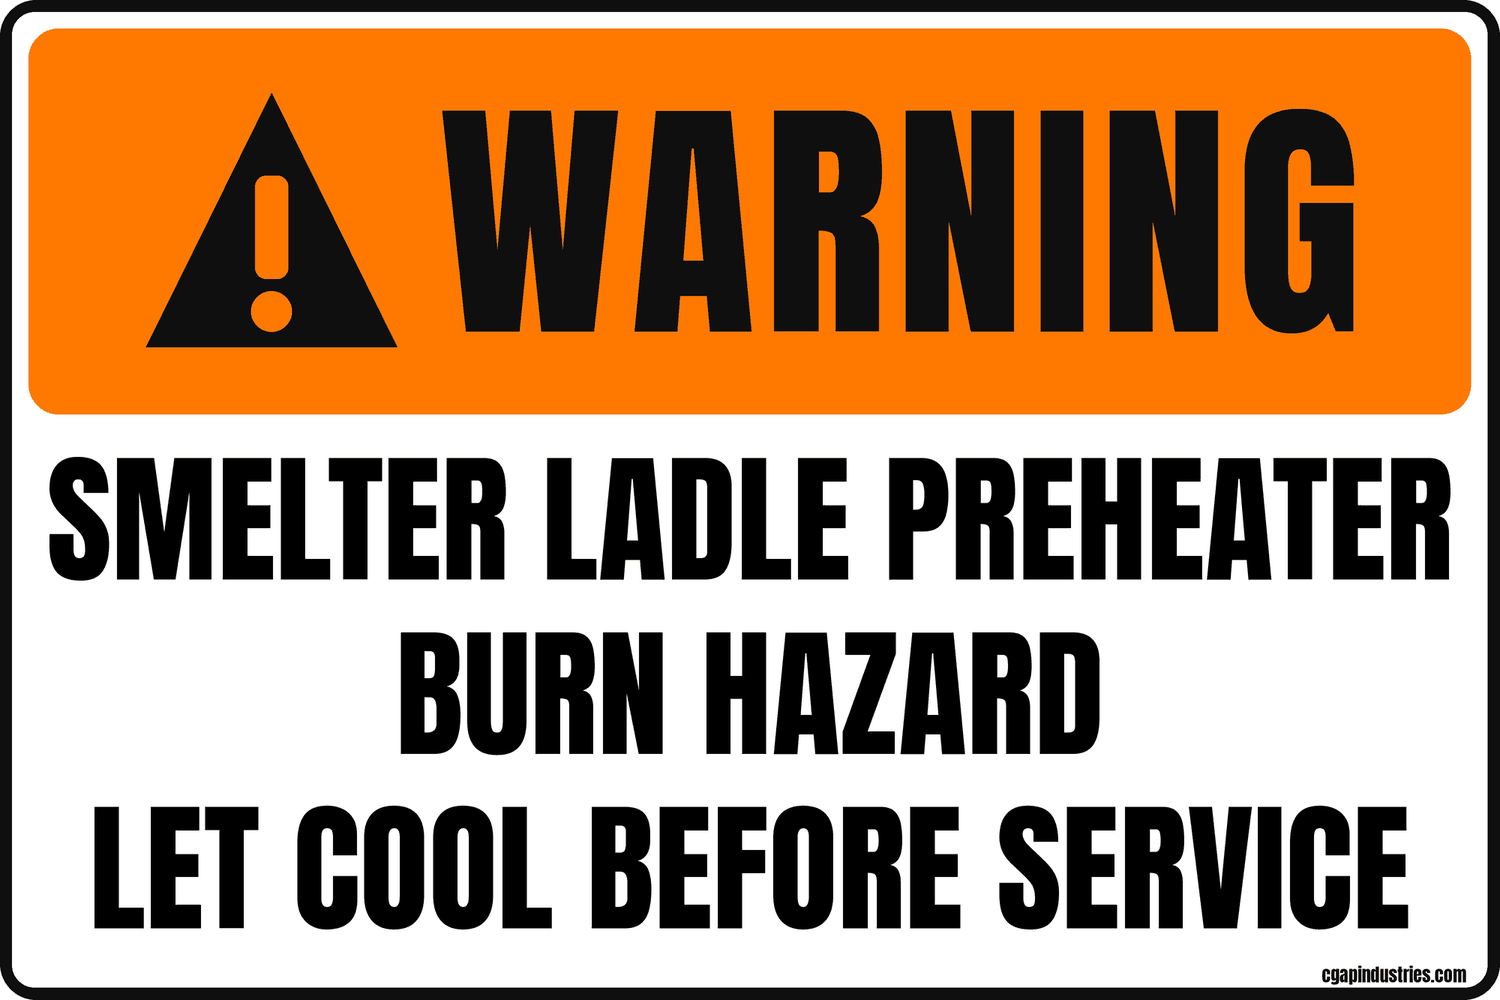 WARNING
SMELTER LADLE PREHEATER
BURN HAZARD
LET COOL BEFORE SERVICE
cgapindustries.com